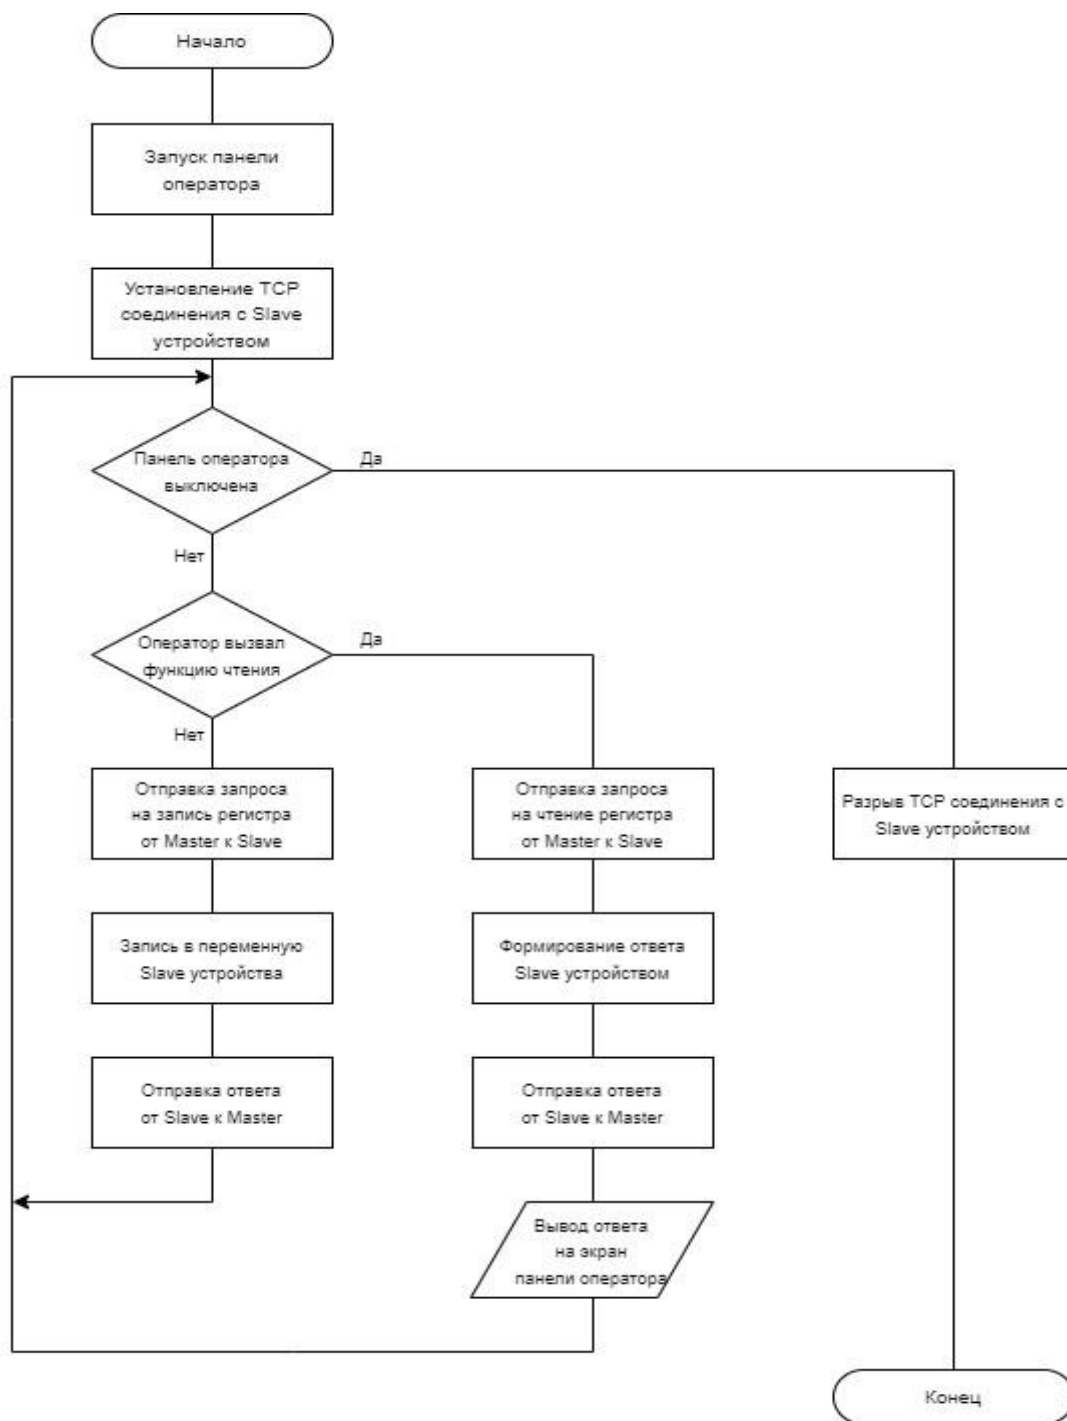 Начало
Запуск панели
оператора
Установление TCP
соединения с Slave
устройством
Панель оператора
выключена
Да
Нет
Оператор вызвал
функцию чтения
Да
Нет
Отправка запроса
на запись регистра
от Master к Slave
Отправка запроса
на чтение регистра
от Master к Slave
Разрыв TCP соединения с
Slave устройством
Запись в переменную
Slave устройства
Формирование ответа
Slave устройством
Отправка ответа
от Slave к Master
Отправка ответа
от Slave к Master
Вывод ответа
на экран
панели оператора
Конец